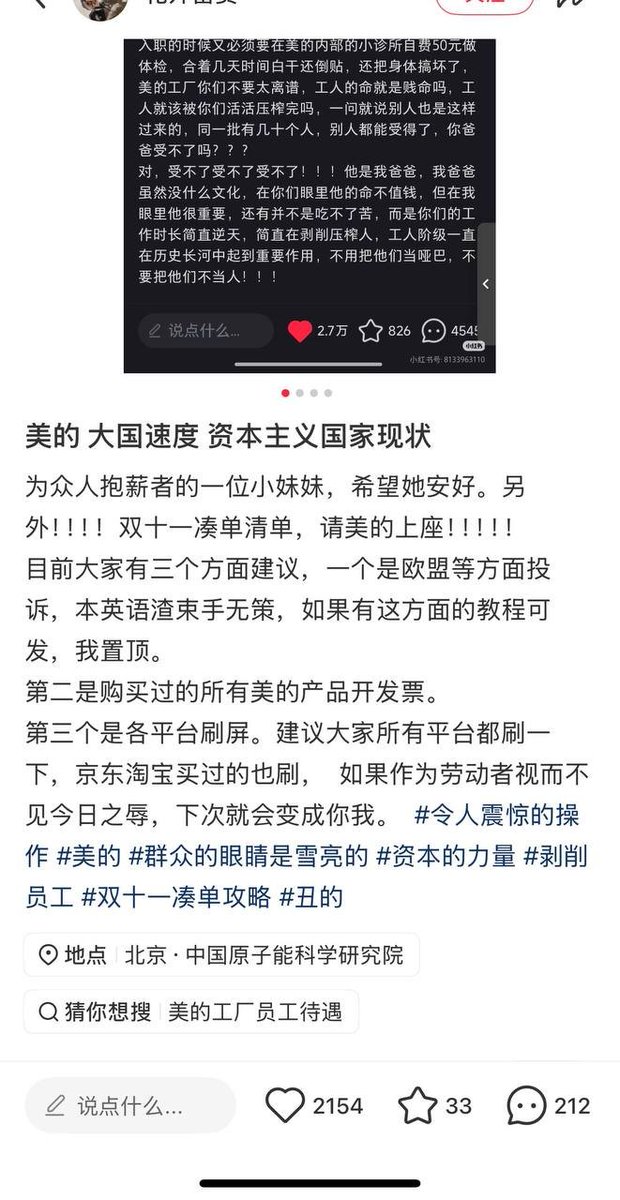 入职的时候又必须要在美的内部的小诊所自费50元做
体检，合着几天时间白干还倒贴，还把身体搞坏了，
美的工厂你们不要太离谱，工人的命就是贱命吗，工
人就该被你们活活压榨完吗，一问就说别人也是这样
过来的，同一批有几十个人，别人都能受得了，你爸
爸受不了吗？？？
对，受不了受不了受不了！！！他是我爸爸，我爸爸
虽然没什么文化，在你们眼里他的命不值钱，但在我
眼里他很重要，还有并不是吃不了苦，而是你们的工
作时长简直逆天，简直在剥削压榨人，工人阶级一直
在历史长河中起到重要作用，不用把他们当哑巴，不
要把他们不当人！！！
说点什么... 2.7万 826 4545
小红书
小红书号: 8133963110
美的 大国速度 资本主义国家现状
为众人抱薪者的一位小妹妹，希望她安好。另
外!!!! 双十一凑单清单，请美的上座!!!!!
目前大家有三个方面建议，一个是欧盟等方面投
诉，本英语渣束手无策，如果有这方面的教程可
发，我置顶。
第二是购买过的所有美的产品开发票。
第三个是各平台刷屏。建议大家所有平台都刷一
下，京东淘宝买过的也刷， 如果作为劳动者视而不
见今日之辱，下次就会变成你我。 #令人震惊的操
作 #美的 #群众的眼睛是雪亮的 #资本的力量 #剥削
员工 #双十一凑单攻略 #丑的
地点 北京·中国原子能科学研究院
猜你想搜 美的工厂员工待遇
说点什么... 2154 33 212